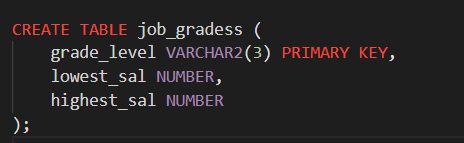 CREATE TABLE job_gradess (
    grade_level VARCHAR2(3) PRIMARY KEY,
    lowest_sal NUMBER,
    highest_sal NUMBER
);